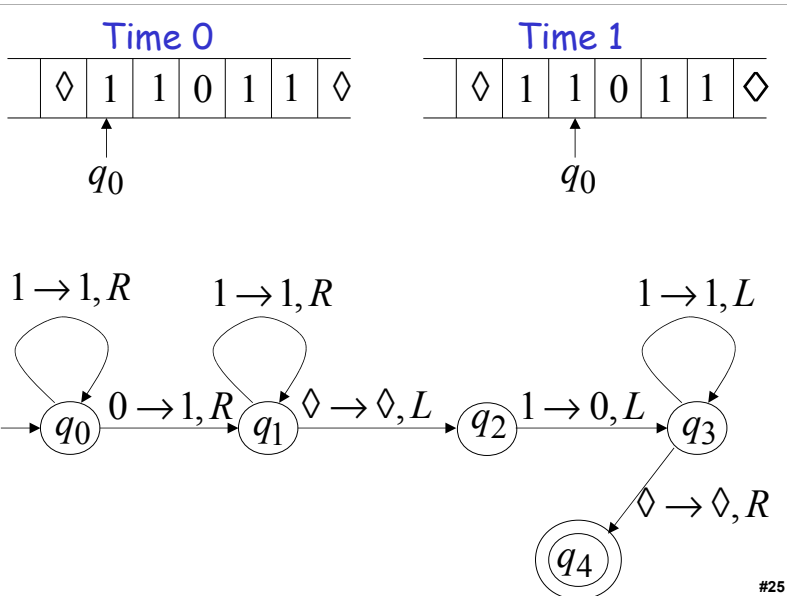 Time 0 Time 1
◊ 1 1 0 1 1 ◊ ◊ 1 1 0 1 1 ◊
q₀ q₀
1 → 1, R 1 → 1, R 1 → 1, L
q₀ 0 → 1, R q₁ ◊ → ◊, L q₂ 1 → 0, L q₃
◊ → ◊, R
q₄
#25